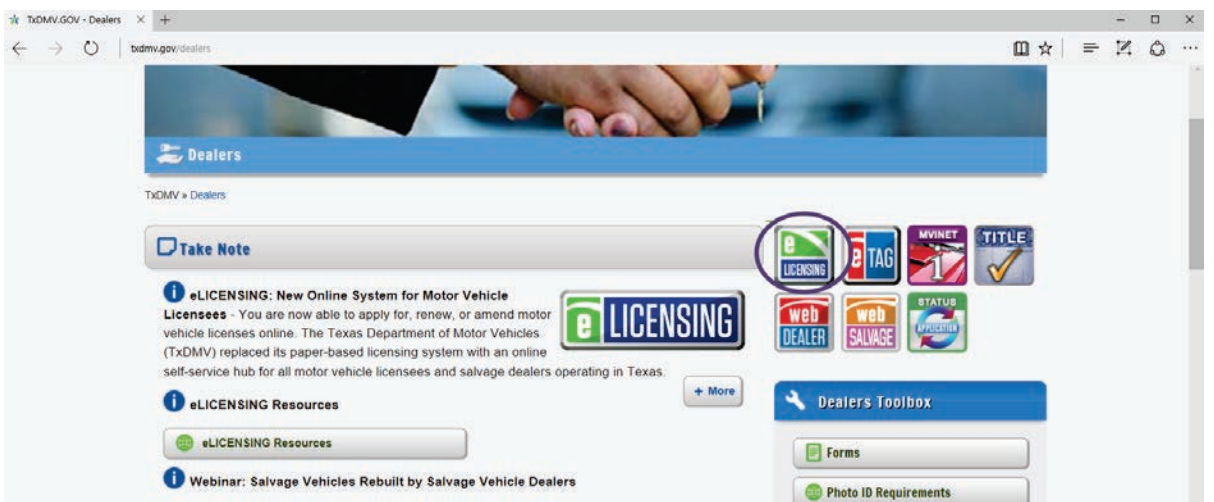 TxDMV.GOV - Dealers
txdmv.gov/dealers
Dealers
TxDMV » Dealers
Take Note
eLICENSING: New Online System for Motor Vehicle
Licensees - You are now able to apply for, renew, or amend motor
vehicle licenses online. The Texas Department of Motor Vehicles
(TxDMV) replaced its paper-based licensing system with an online
self-service hub for all motor vehicle licensees and salvage dealers operating in Texas.
e LICENSING
+ More
eLICENSING Resources
eLICENSING Resources
Webinar: Salvage Vehicles Rebuilt by Salvage Vehicle Dealers
e LICENSING
e TAG
MVINET
i
TITLE
web DEALER
web SALVAGE
STATUS
APPLICATION
Dealers Toolbox
Forms
Photo ID Requirements